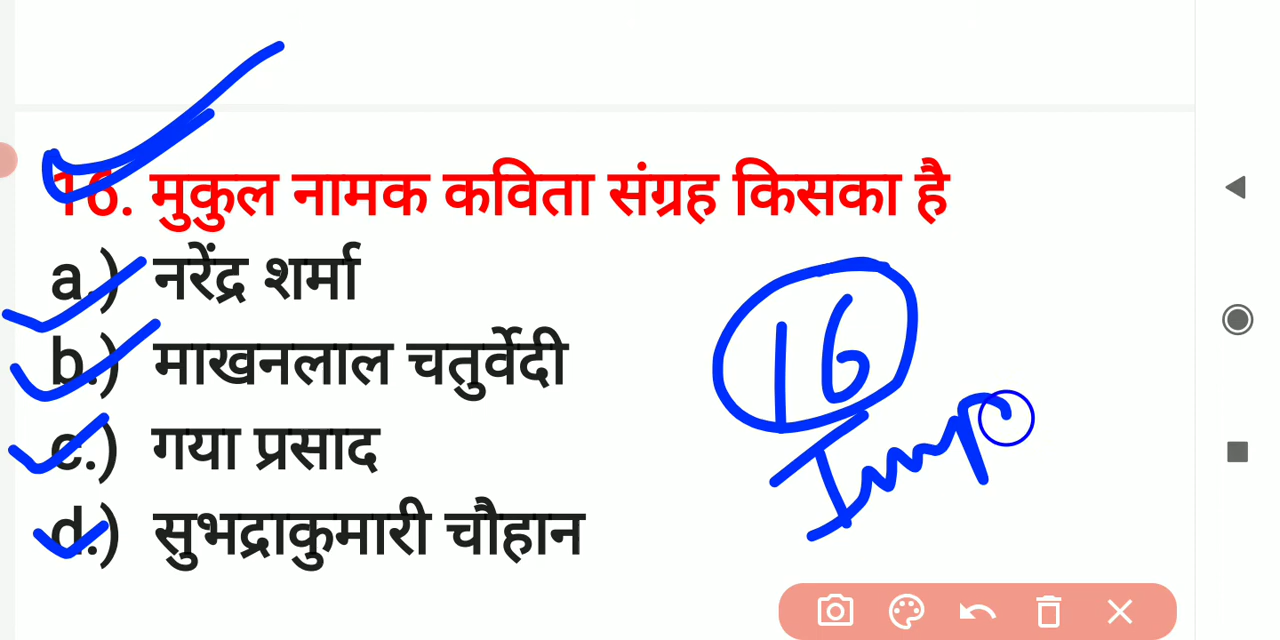 16. मुकुल नामक कविता संग्रह किसका है
a.) नरेंद्र शर्मा
b.) माखनलाल चतुर्वेदी
c.) गया प्रसाद
d.) सुभद्राकुमारी चौहान
16
Imp